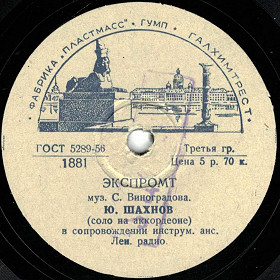 ФАБРИКА „ПЛАСТМАСС" • ГУМП • ГАЛХИМТРЕСТ
ГОСТ 5289-56
Третья гр.
1881
Цена 5 р. 70 к.
ЭКСПРОМТ
муз. С. Виноградова.
Ю. ШАХНОВ
(соло на аккордеоне)
в сопровождении инструм. анс.
Лен. радио.